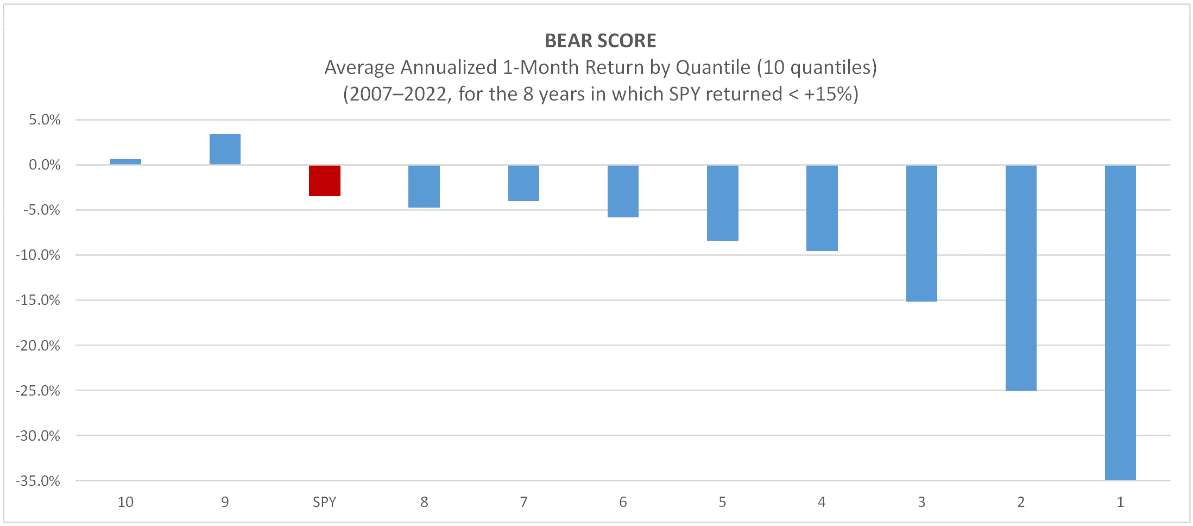 BEAR SCORE
Average Annualized 1-Month Return by Quantile (10 quantiles)
(2007–2022, for the 8 years in which SPY returned < +15%)
5.0%
0.0%
-5.0%
-10.0%
-15.0%
-20.0%
-25.0%
-30.0%
-35.0%
10 9 SPY 8 7 6 5 4 3 2 1